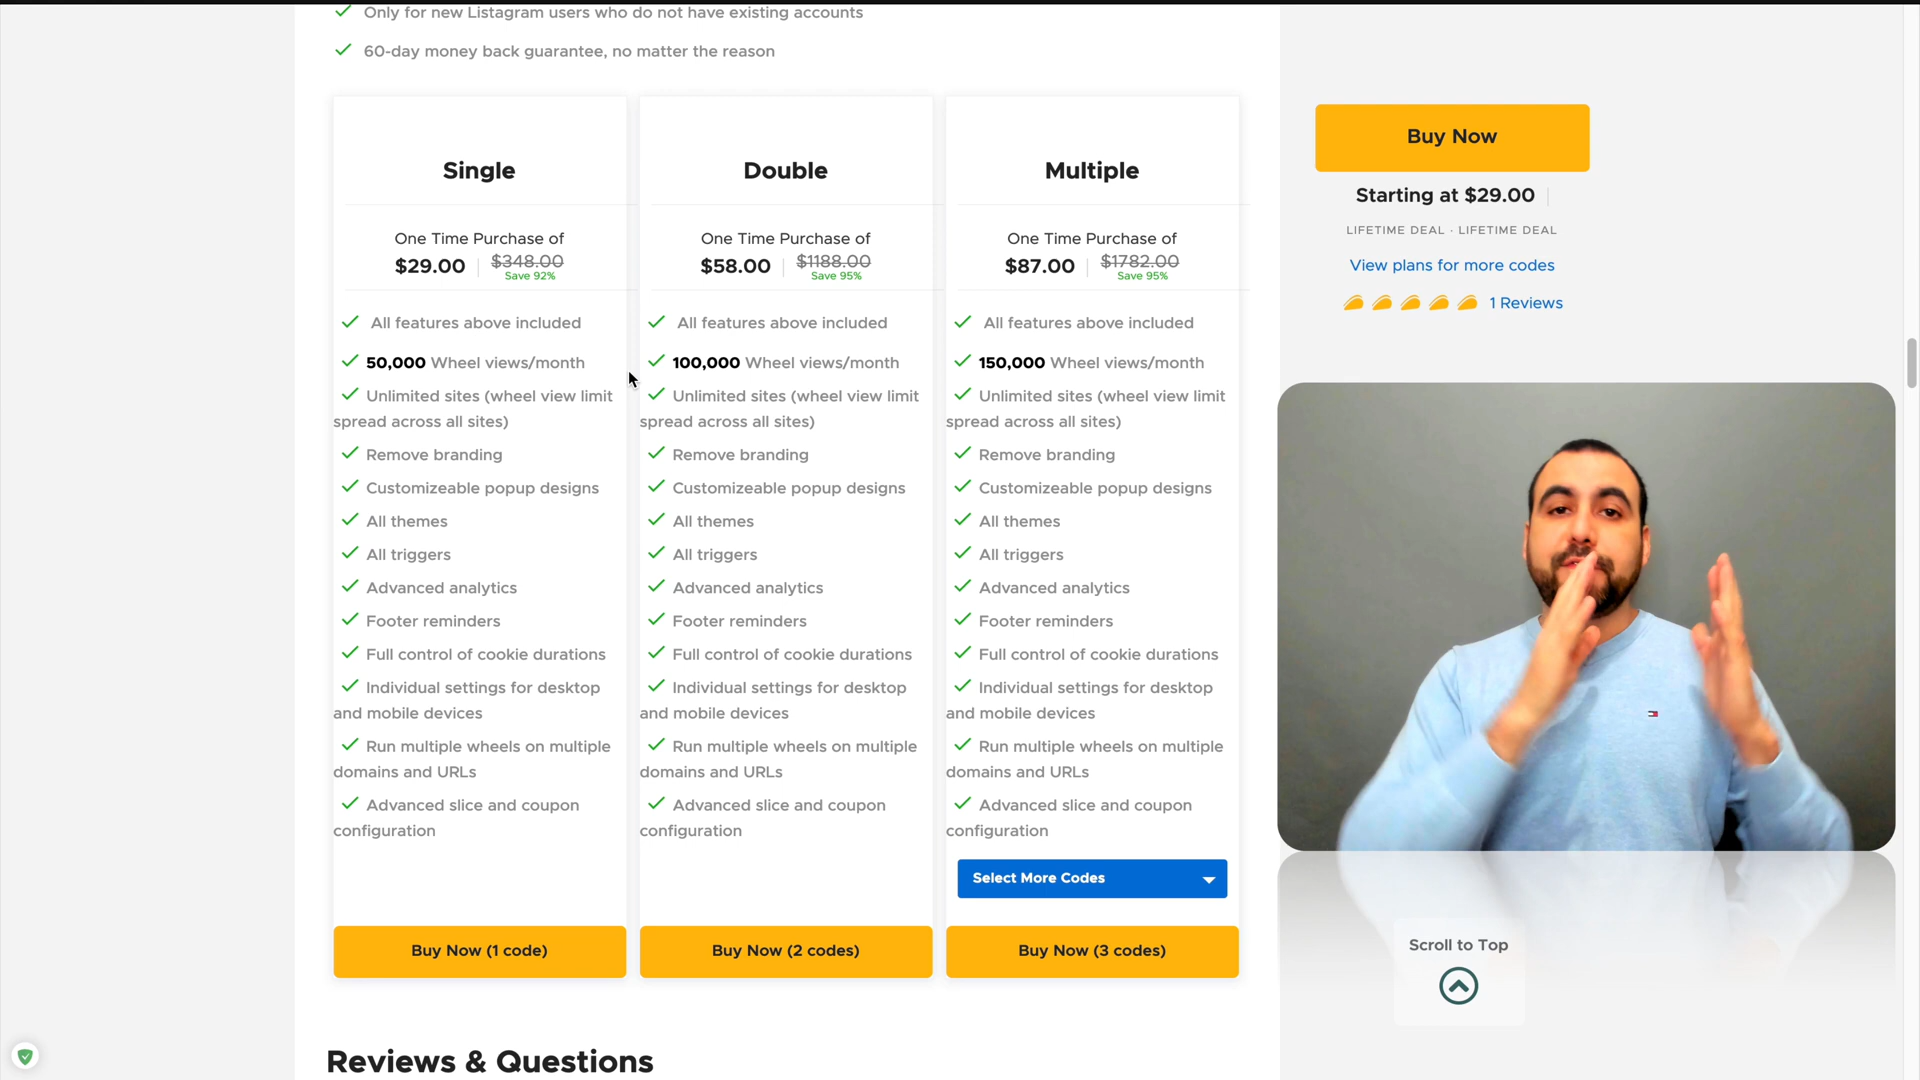 Only for new Listagram users who do not have existing accounts
60-day money back guarantee, no matter the reason
Single
One Time Purchase of
$29.00
$348.00
Save 92%
All features above included
50,000 Wheel views/month
Unlimited sites (wheel view limit
spread across all sites)
Remove branding
Customizeable popup designs
All themes
All triggers
Advanced analytics
Footer reminders
Full control of cookie durations
Individual settings for desktop
and mobile devices
Run multiple wheels on multiple
domains and URLs
Advanced slice and coupon
configuration
Buy Now (1 code)
Double
One Time Purchase of
$58.00
$1188.00
Save 95%
All features above included
100,000 Wheel views/month
Unlimited sites (wheel view limit
spread across all sites)
Remove branding
Customizeable popup designs
All themes
All triggers
Advanced analytics
Footer reminders
Full control of cookie durations
Individual settings for desktop
and mobile devices
Run multiple wheels on multiple
domains and URLs
Advanced slice and coupon
configuration
Buy Now (2 codes)
Multiple
One Time Purchase of
$87.00
$1782.00
Save 95%
All features above included
150,000 Wheel views/month
Unlimited sites (wheel view limit
spread across all sites)
Remove branding
Customizeable popup designs
All themes
All triggers
Advanced analytics
Footer reminders
Full control of cookie durations
Individual settings for desktop
and mobile devices
Run multiple wheels on multiple
domains and URLs
Advanced slice and coupon
configuration
Select More Codes
Buy Now (3 codes)
Buy Now
Starting at $29.00
LIFETIME DEAL · LIFETIME DEAL
View plans for more codes
1 Reviews
Scroll to Top
Reviews & Questions